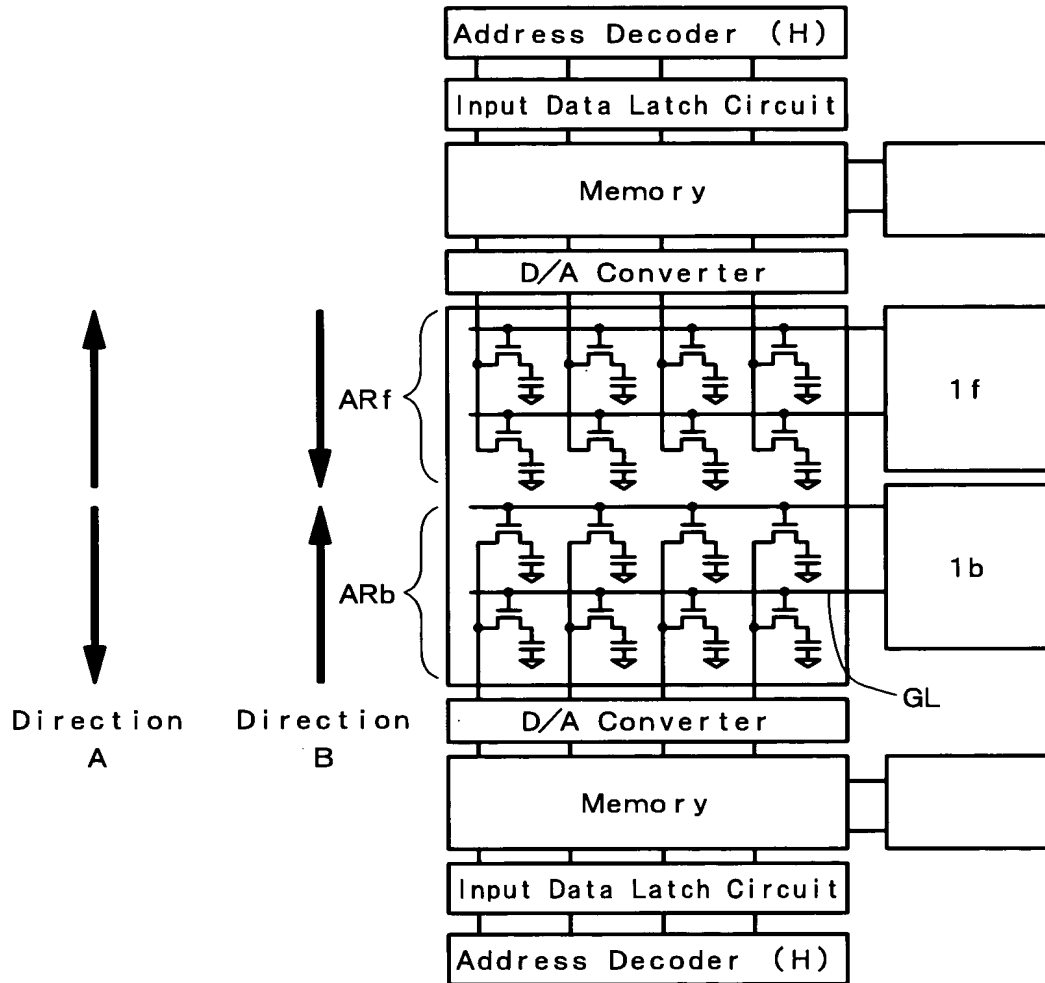 Address Decoder (H)
Input Data Latch Circuit
Memory
D/A Converter
ARf
1f
ARb
1b
GL
Direction
A
Direction
B
D/A Converter
Memory
Input Data Latch Circuit
Address Decoder (H)